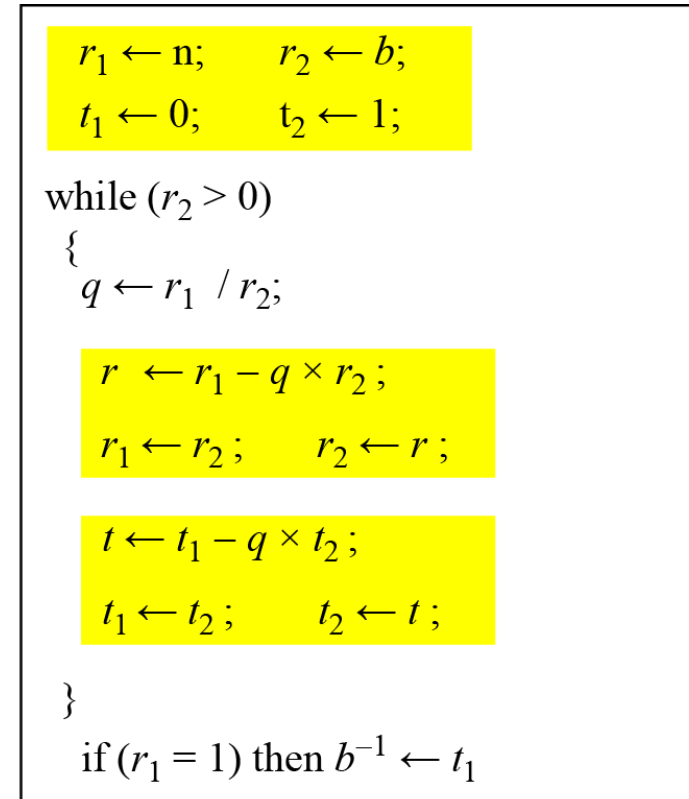 r₁ ← n; r₂ ← b;
t₁ ← 0; t₂ ← 1;
while (r₂ > 0)
{
q ← r₁ / r₂;
r ← r₁ − q × r₂ ;
r₁ ← r₂ ; r₂ ← r ;
t ← t₁ − q × t₂ ;
t₁ ← t₂ ; t₂ ← t ;
}
if (r₁ = 1) then b⁻¹ ← t₁